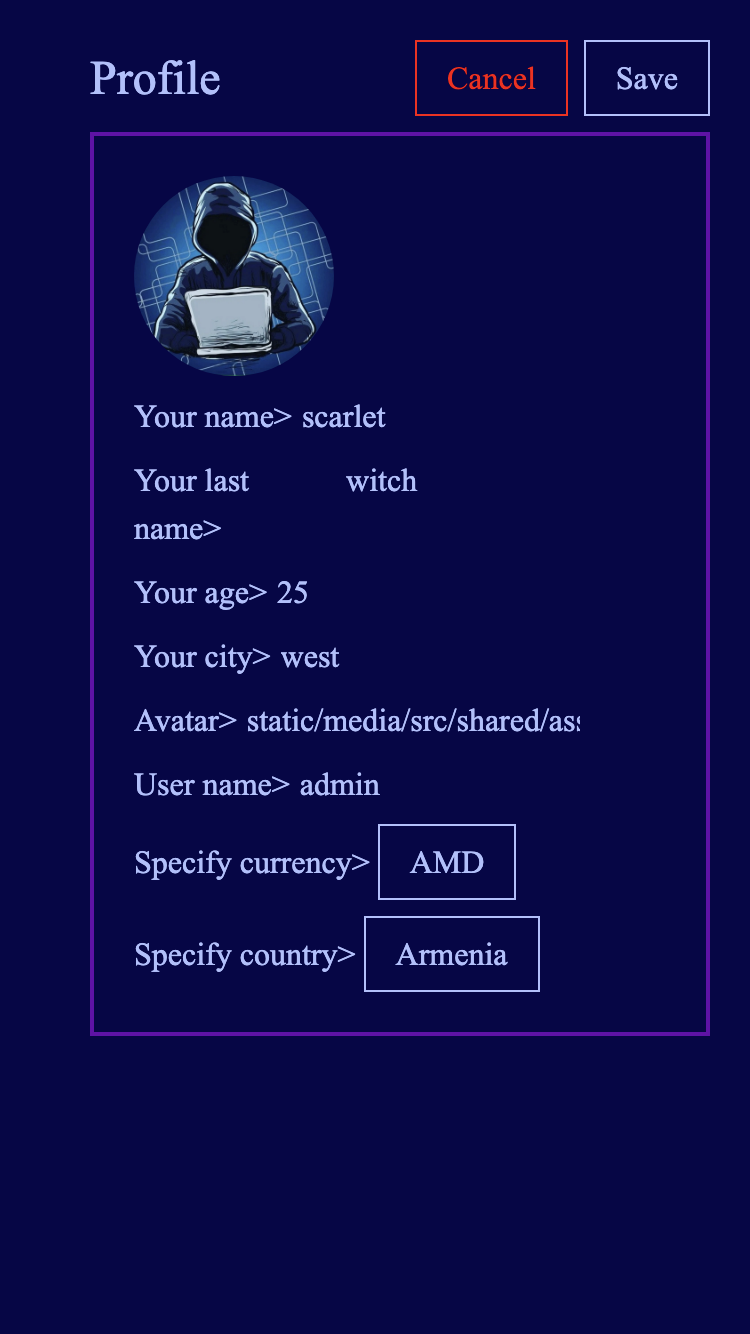 Profile
Cancel
Save
Your name> scarlet
Your last witch
name>
Your age> 25
Your city> west
Avatar> static/media/src/shared/as
User name> admin
Specify currency> AMD
Specify country> Armenia